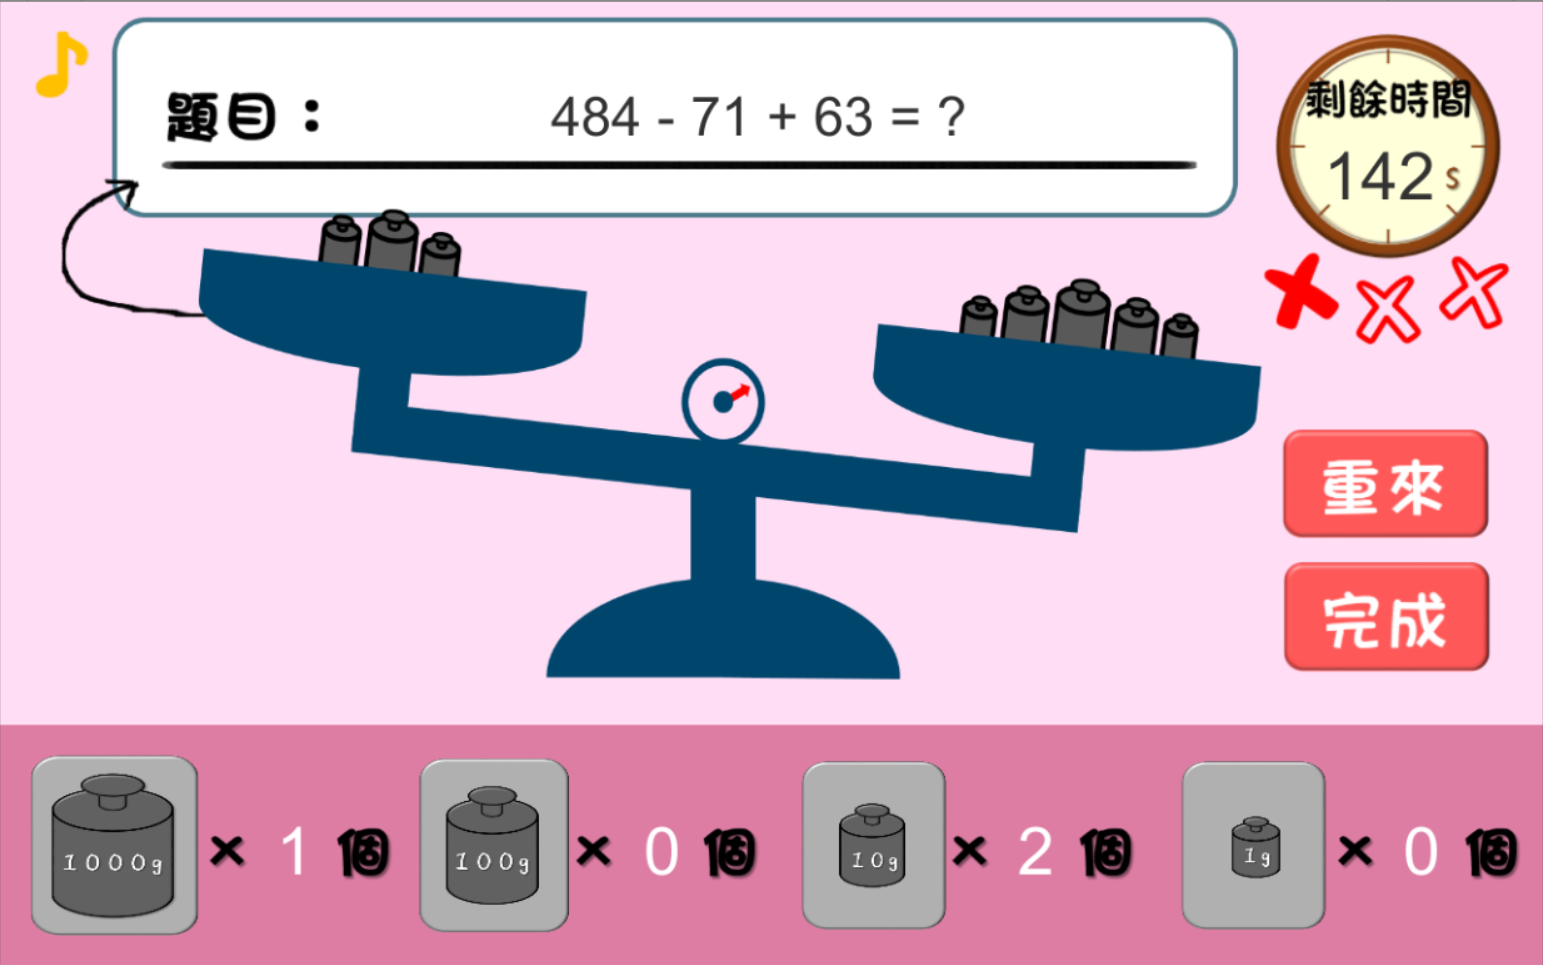 題目： 484 - 71 + 63 = ?
剩餘時間
142 s
重來
完成
1000g × 1 個 100g × 0 個 10g × 2 個 1g × 0 個